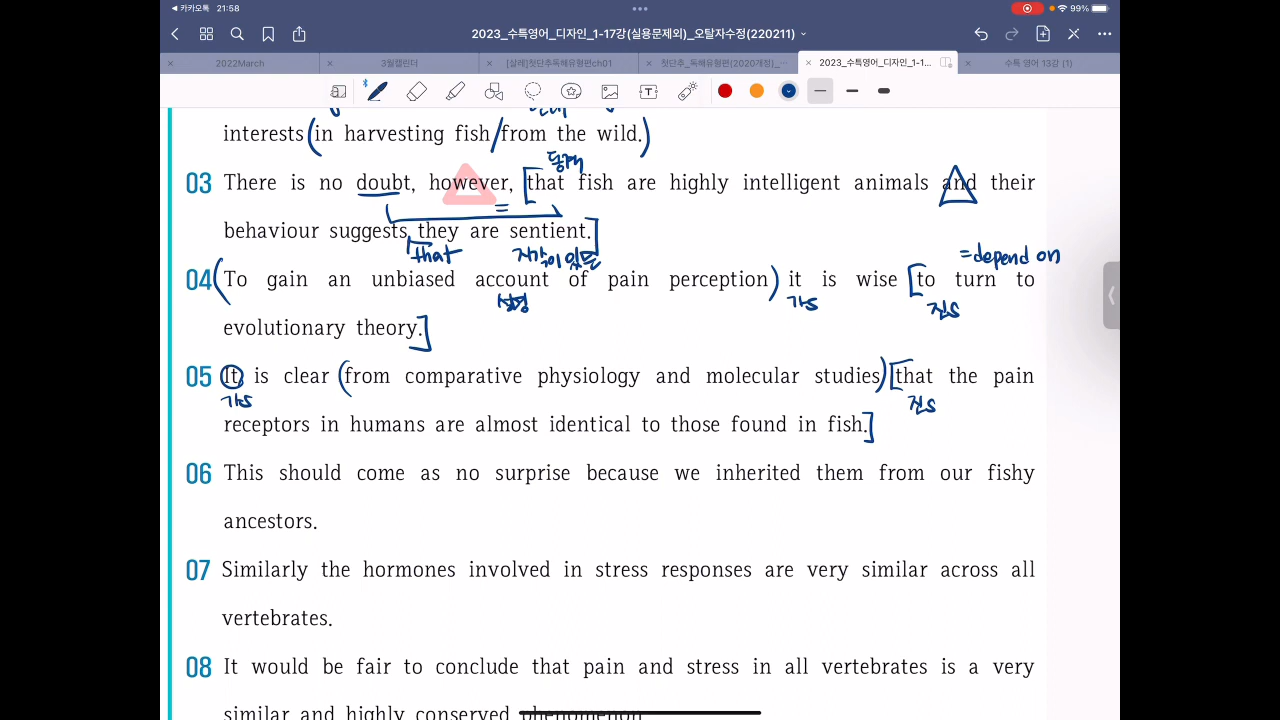 ◀ 카카오톡 21:58
99%
2023_수특영어_디자인_1-17강(실용문제외)_오탈자수정(220211)
2022March
3월캘린더
[실레]첫단추독해유형편ch01
첫단추_독해유형편(2020개정)_...
2023_수특영어_디자인_1-1...
수특 영어 13강 (1)
interests (in harvesting fish/from the wild.)
동격
03 There is no doubt, however, [that fish are highly intelligent animals and their
=
behaviour suggests they are sentient.]
that 지각이 있는
=depend on
04 (To gain an unbiased account of pain perception) it is wise [to turn to
설명 가S 진S
evolutionary theory.]
05 It is clear (from comparative physiology and molecular studies) [that the pain
가S 진S
receptors in humans are almost identical to those found in fish.]
06 This should come as no surprise because we inherited them from our fishy
ancestors.
07 Similarly the hormones involved in stress responses are very similar across all
vertebrates.
08 It would be fair to conclude that pain and stress in all vertebrates is a very
similar and highly conserved phenomenon.